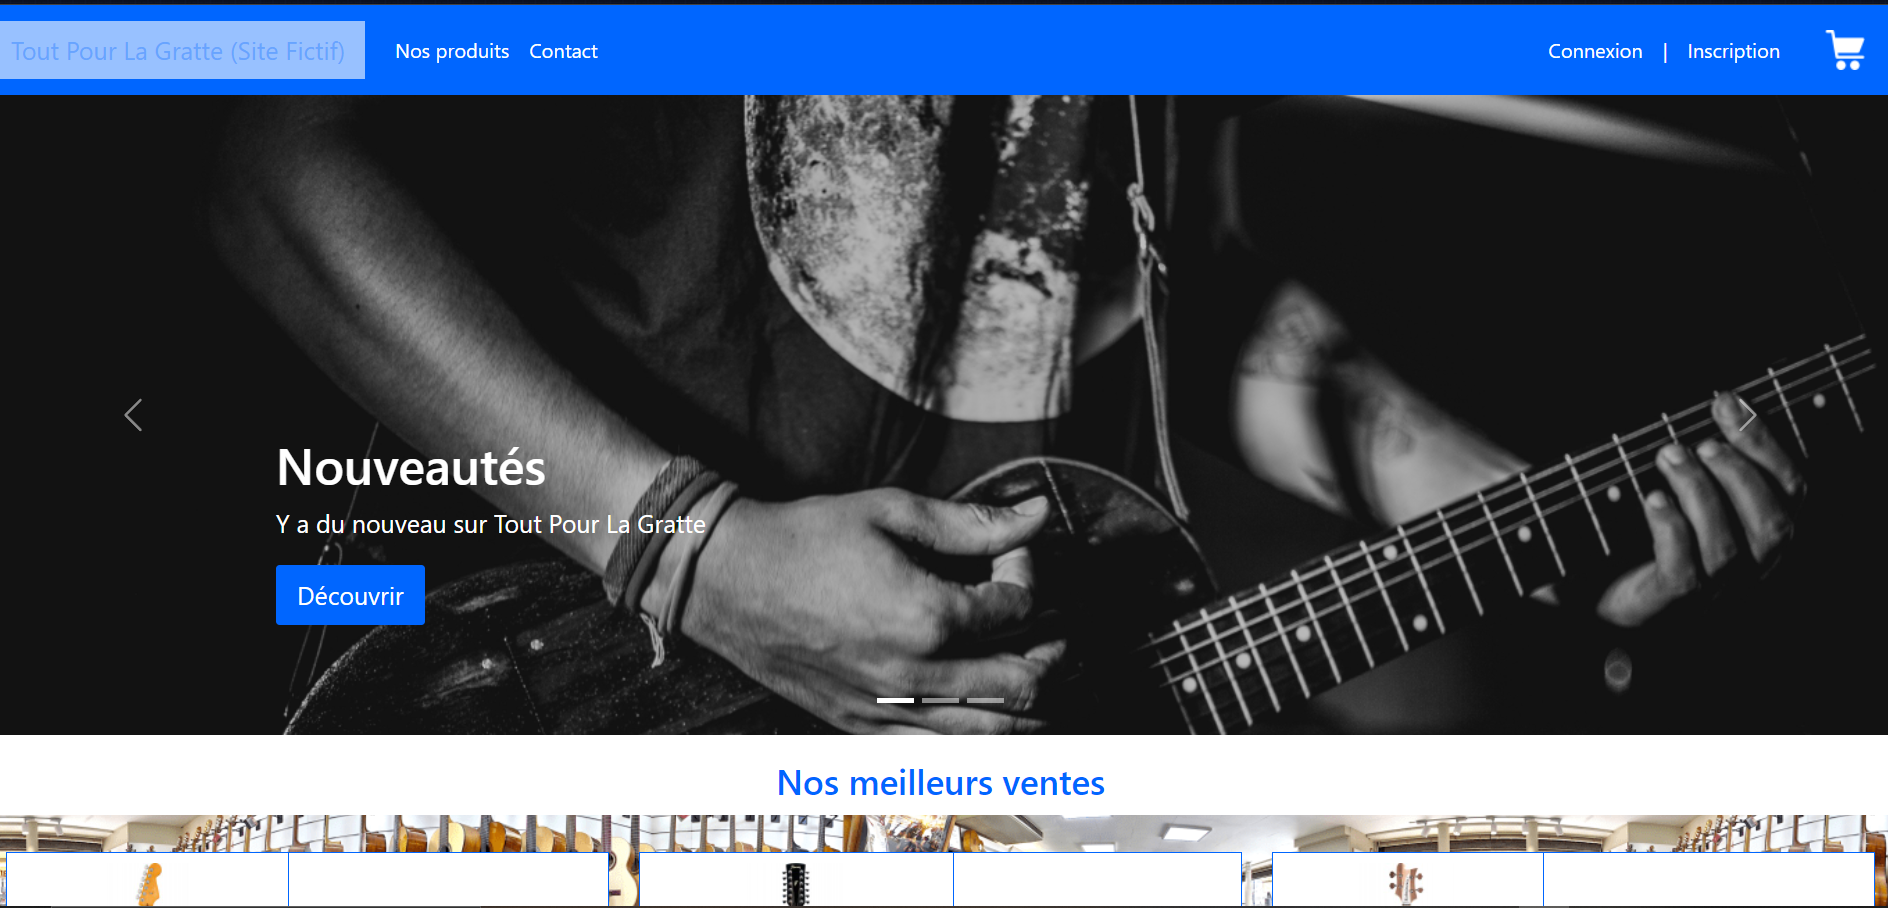 Tout Pour La Gratte (Site Fictif)
Nos produits
Contact
Connexion | Inscription
Nouveautés
Y a du nouveau sur Tout Pour La Gratte
Découvrir
Nos meilleurs ventes